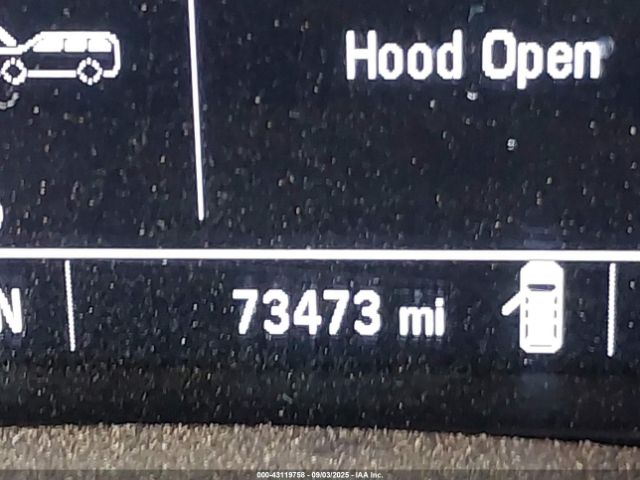 Hood Open
N
73473 mi
000-43119758 - 09/03/2025 - IAA Inc.